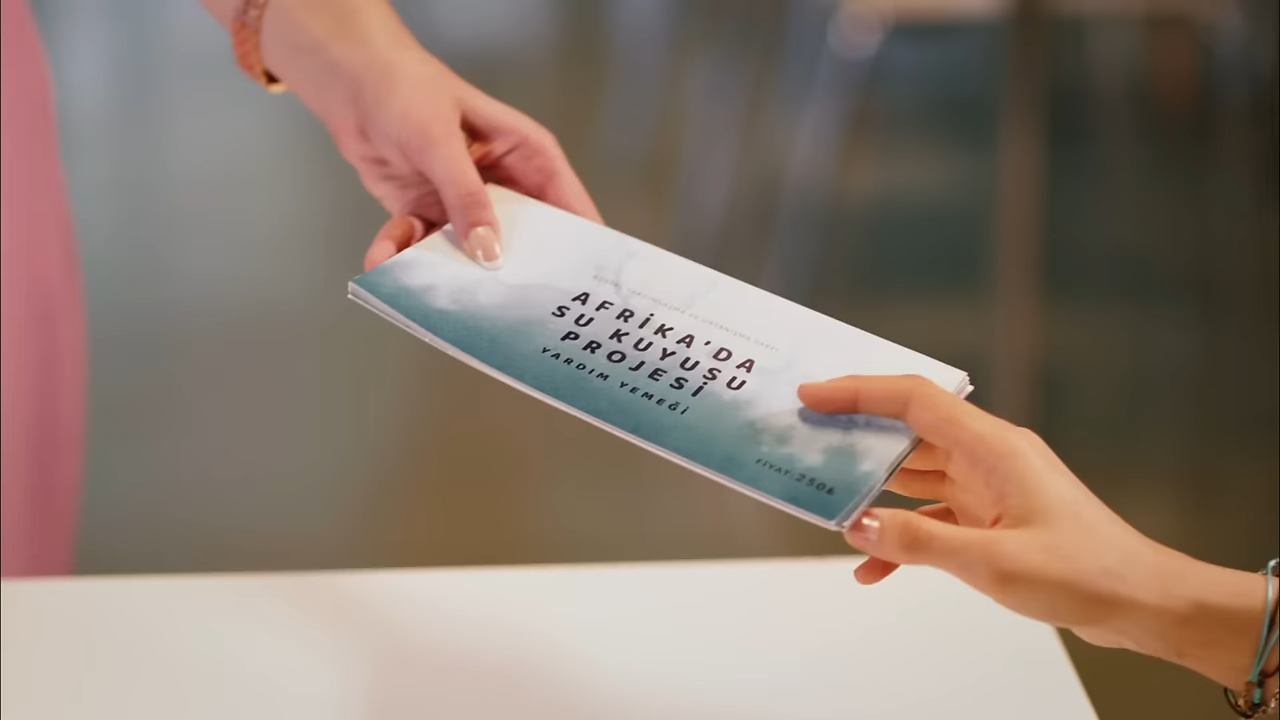 AFRİKA'DA
SU KUYUSU
PROJESİ
YARDIM YEMEĞİ
FİYAT: 250₺